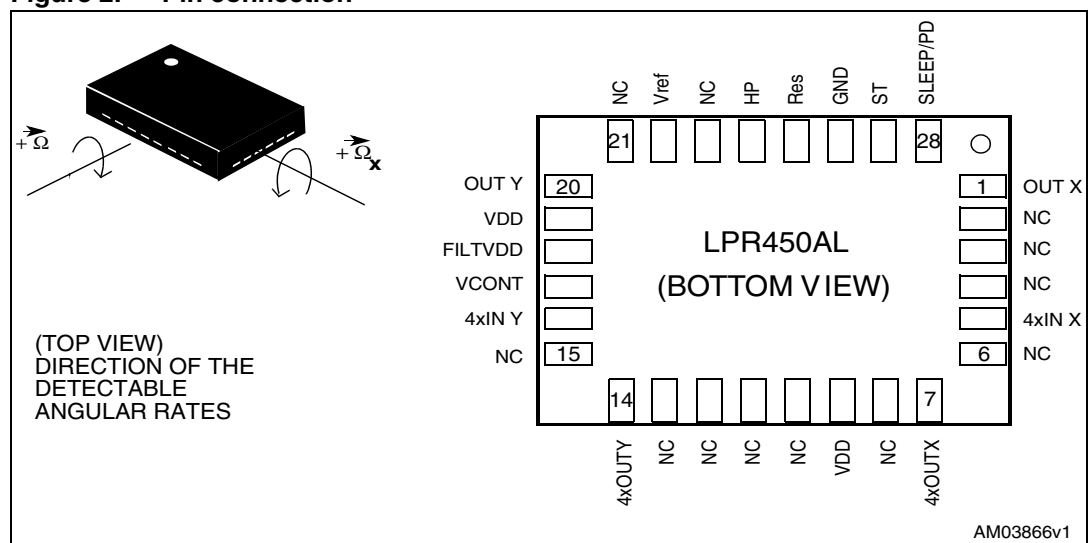 Figure 2. Pin connection
NC
Vref
NC
HP
Res
GND
ST
SLEEP/PD
21
28
+ Ω
+ Ω x
OUT Y
20
1
OUT X
VDD
NC
FILTVDD
NC
LPR450AL
VCONT
(BOTTOM VIEW)
NC
4xIN Y
4xIN X
NC
15
6
NC
(TOP VIEW)
DIRECTION OF THE
DETECTABLE
ANGULAR RATES
14
7
4xOUTY
NC
NC
NC
NC
VDD
NC
4xOUTX
AM03866v1